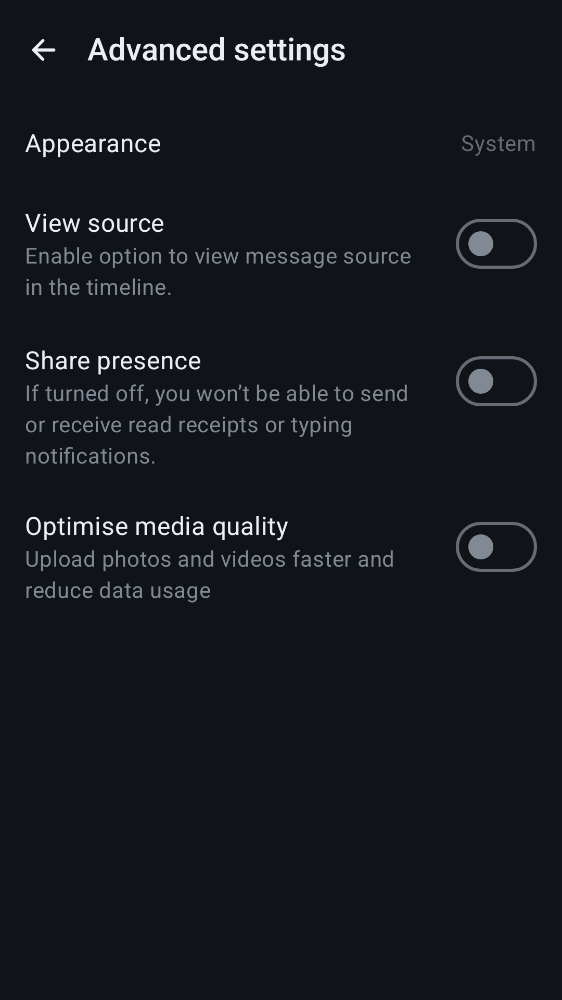 Advanced settings
Appearance
System
View source
Enable option to view message source
in the timeline.
Share presence
If turned off, you won’t be able to send
or receive read receipts or typing
notifications.
Optimise media quality
Upload photos and videos faster and
reduce data usage